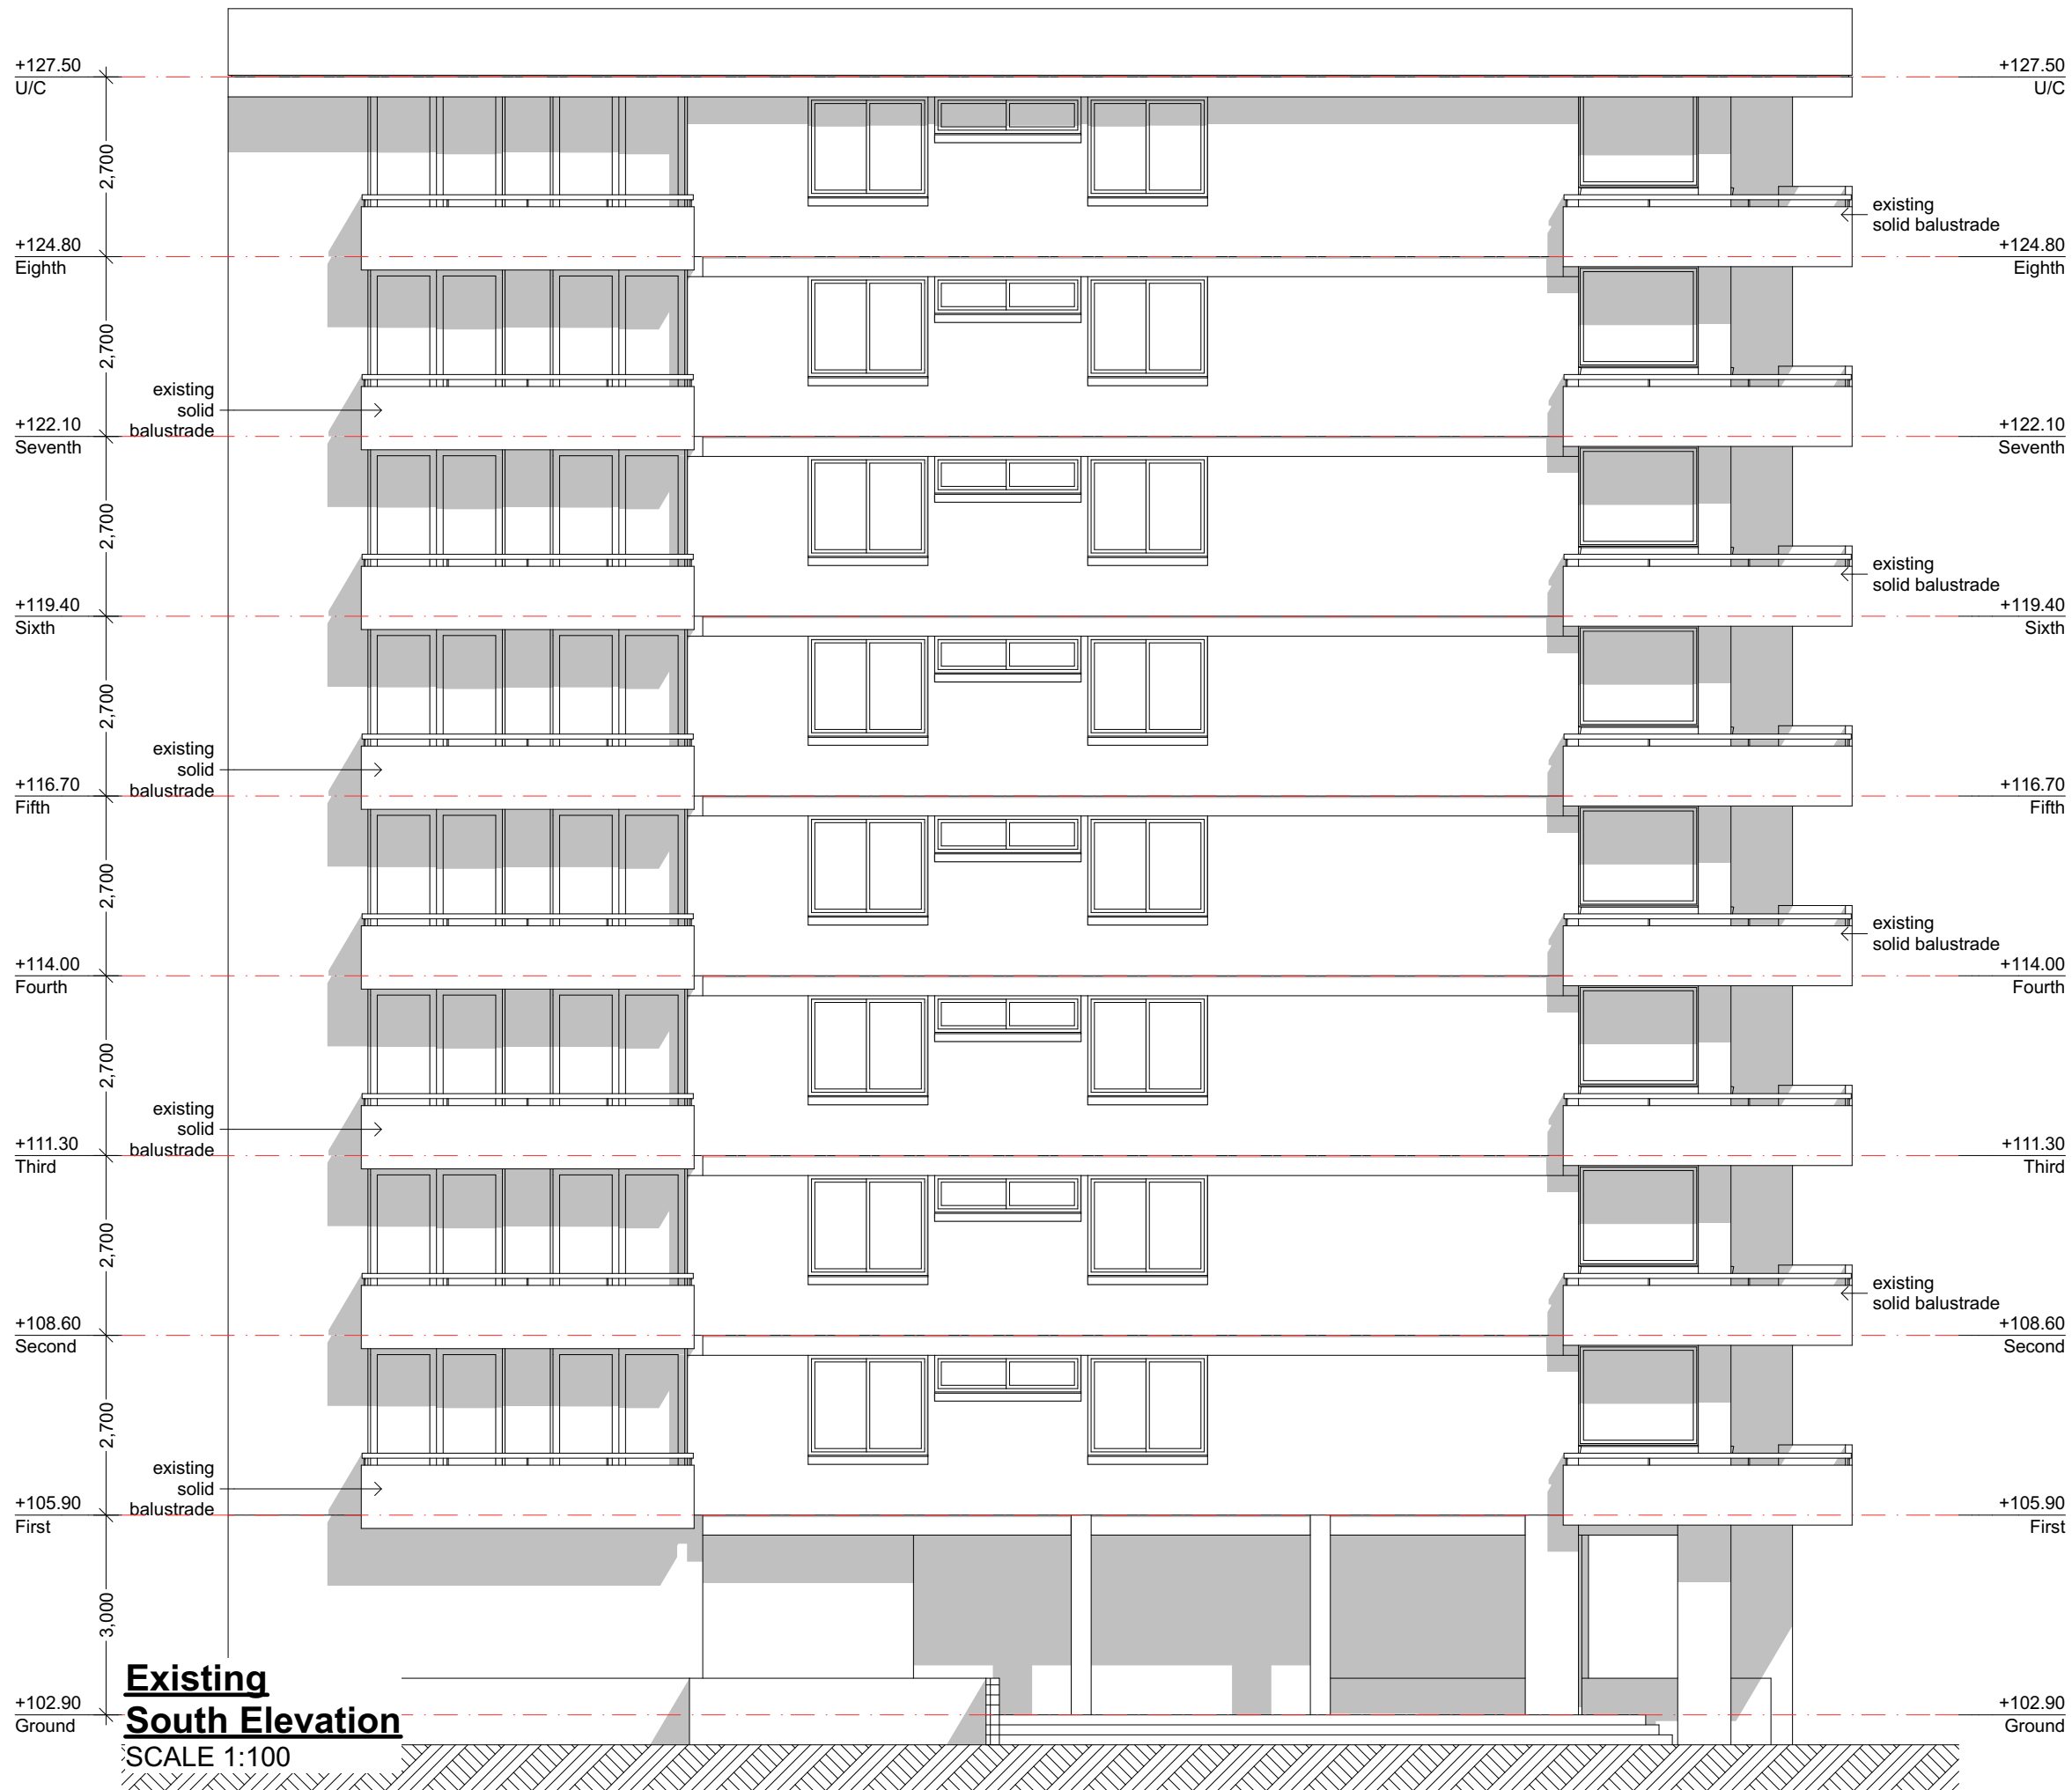 +127.50
U/C
+127.50
U/C
2,700
existing
solid balustrade
+124.80
Eighth
+124.80
Eighth
2,700
existing
solid
balustrade
+122.10
Seventh
+122.10
Seventh
2,700
existing
solid balustrade
+119.40
Sixth
+119.40
Sixth
2,700
existing
solid
balustrade
+116.70
Fifth
+116.70
Fifth
2,700
existing
solid balustrade
+114.00
Fourth
+114.00
Fourth
2,700
existing
solid
balustrade
+111.30
Third
+111.30
Third
2,700
existing
solid balustrade
+108.60
Second
+108.60
Second
2,700
existing
solid
balustrade
+105.90
First
+105.90
First
3,000
Existing
South Elevation
SCALE 1:100
+102.90
Ground
+102.90
Ground